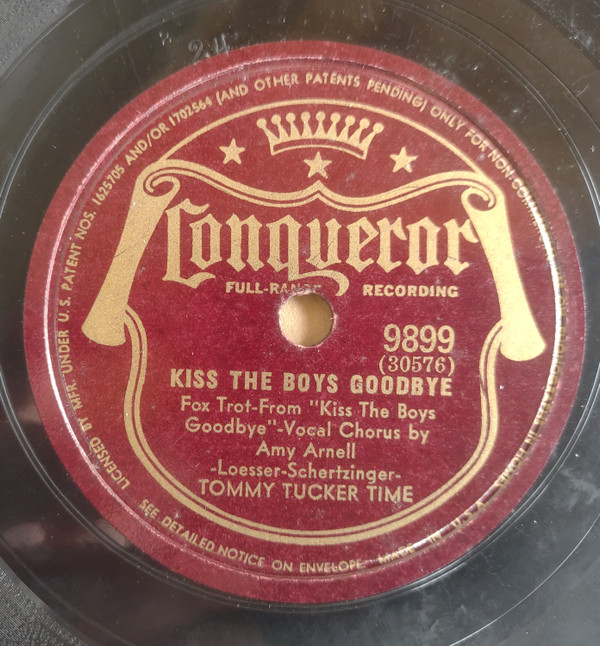 24
LICENSED BY MFR. UNDER U.S. PATENT NOS. 1625705 AND/OR 1702564 (AND OTHER PATENTS PENDING) ONLY FOR NON-COM
Conqueror
FULL-RANGE RECORDING
9899
(30576)
KISS THE BOYS GOODBYE
Fox Trot-From "Kiss The Boys
Goodbye"-Vocal Chorus by
Amy Arnell
-Loesser-Schertzinger-
TOMMY TUCKER TIME
SEE DETAILED NOTICE ON ENVELOPE. MADE IN U.S.A.